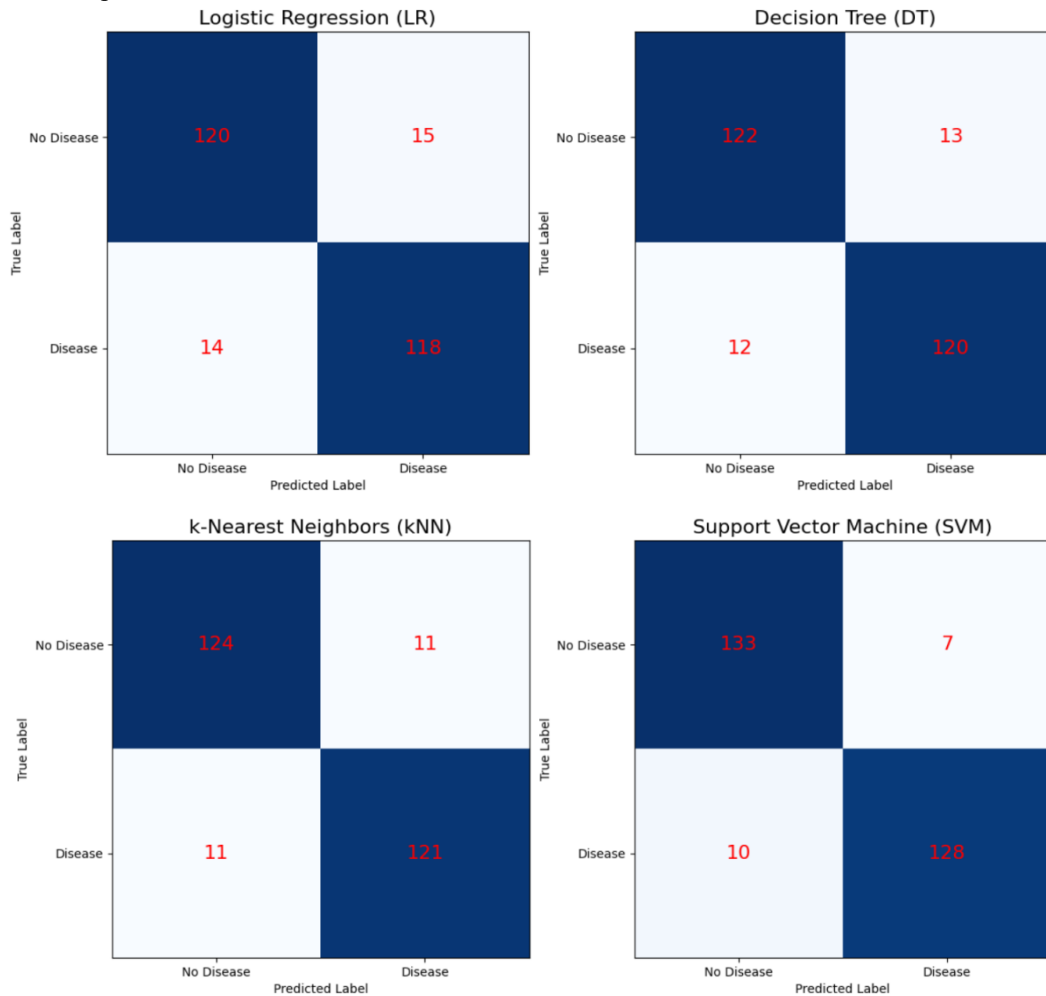 Logistic Regression (LR)
No Disease
120
15
True Label
Disease
14
118
No Disease
Disease
Predicted Label
Decision Tree (DT)
No Disease
122
13
True Label
Disease
12
120
No Disease
Disease
Predicted Label
k-Nearest Neighbors (kNN)
No Disease
124
11
True Label
Disease
11
121
No Disease
Disease
Predicted Label
Support Vector Machine (SVM)
No Disease
133
7
True Label
Disease
10
128
No Disease
Disease
Predicted Label